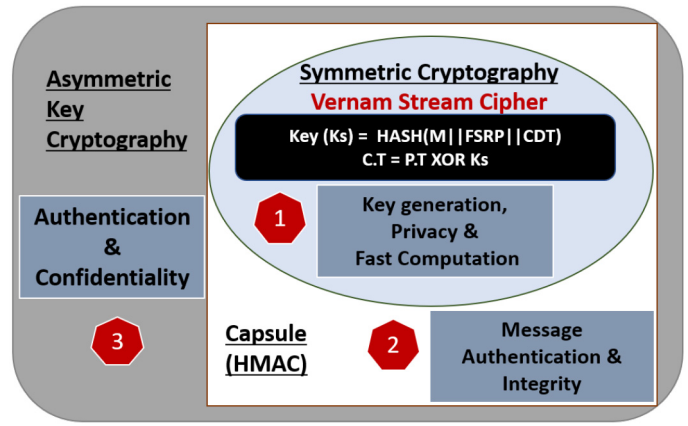 Asymmetric
Key
Cryptography
Authentication
&
Confidentiality
3
Symmetric Cryptography
Vernam Stream Cipher
Key (Ks) = HASH(M||FSRP||CDT)
C.T = P.T XOR Ks
1
Key generation,
Privacy &
Fast Computation
Capsule
(HMAC)
2
Message
Authentication &
Integrity